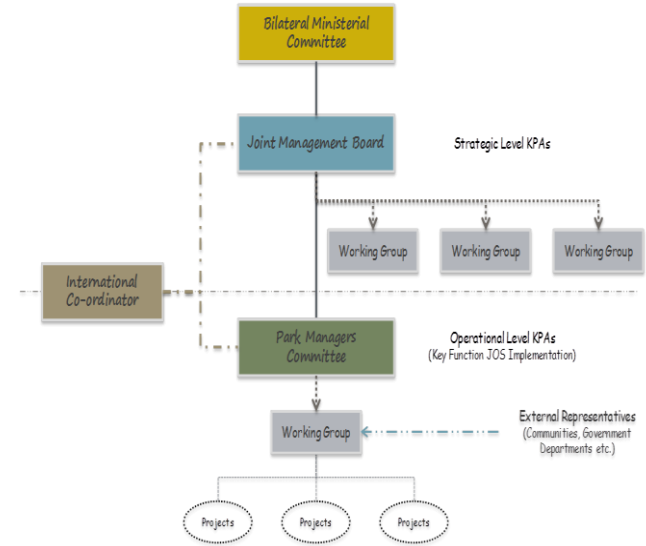 Bilateral Ministerial
Committee
Joint Management Board
Strategic Level KPAs
Working Group
Working Group
Working Group
International
Co-ordinator
Park Managers
Committee
Operational Level KPAs
(Key Function JOS Implementation)
Working Group
External Representatives
(Communities, Government
Departments etc.)
Projects
Projects
Projects